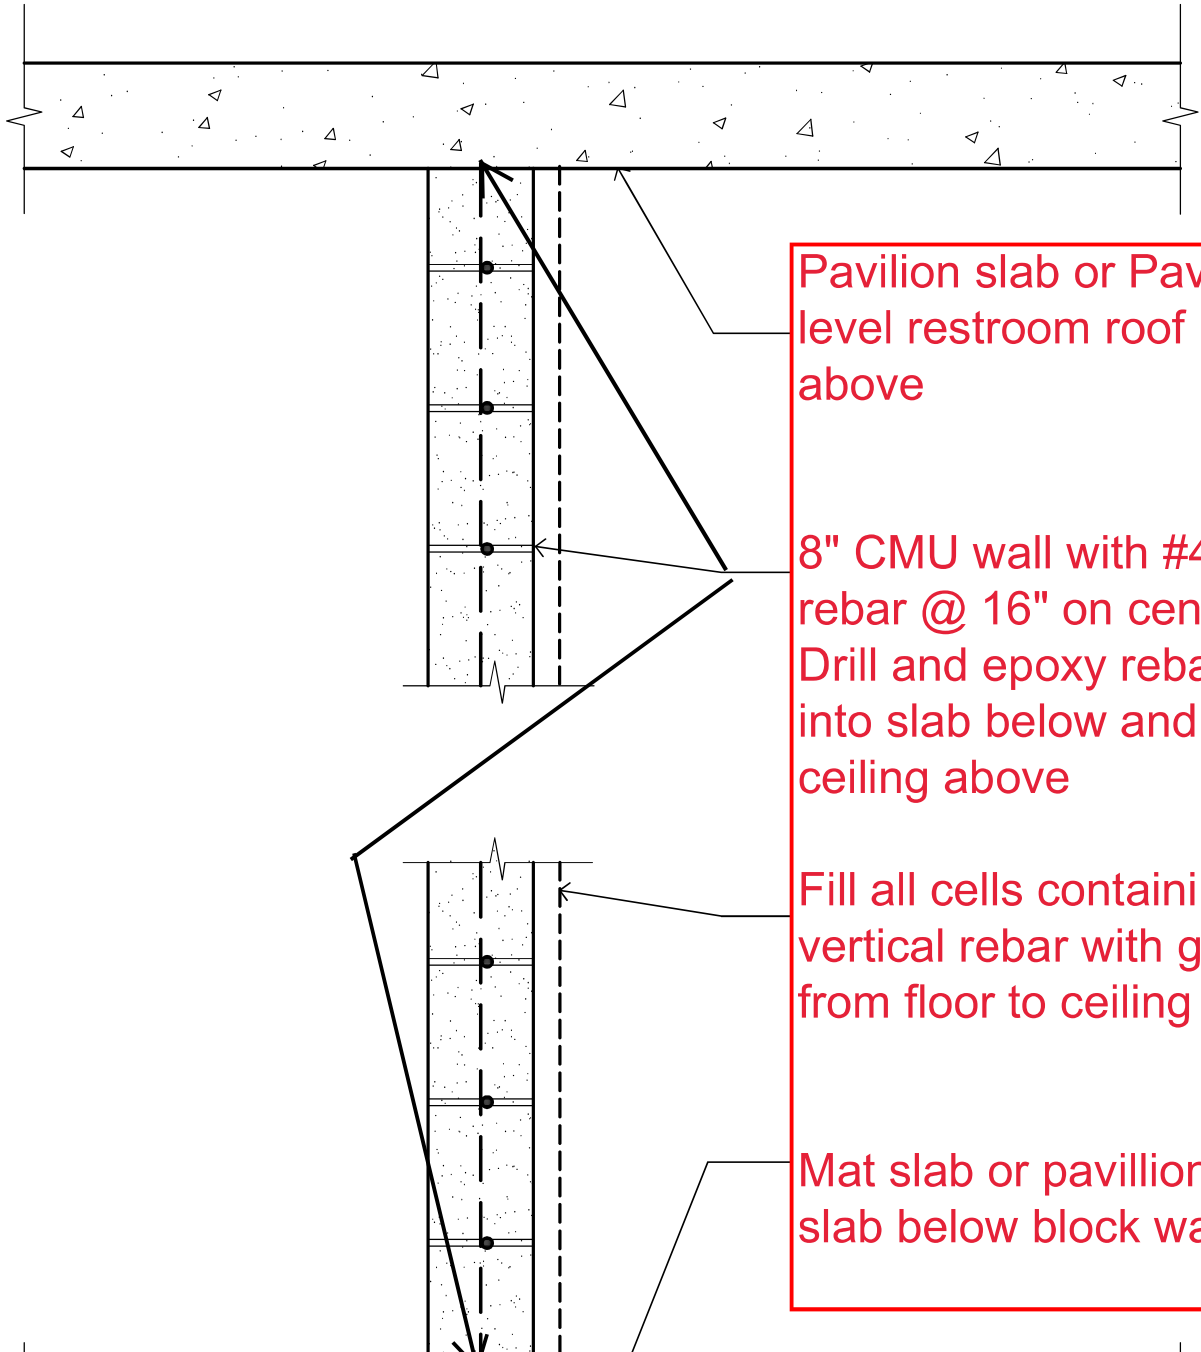 Pavilion slab or Pav
level restroom roof
above
8" CMU wall with #4
rebar @ 16" on cen
Drill and epoxy reba
into slab below and
ceiling above
Fill all cells containi
vertical rebar with g
from floor to ceiling
Mat slab or pavillion
slab below block wa